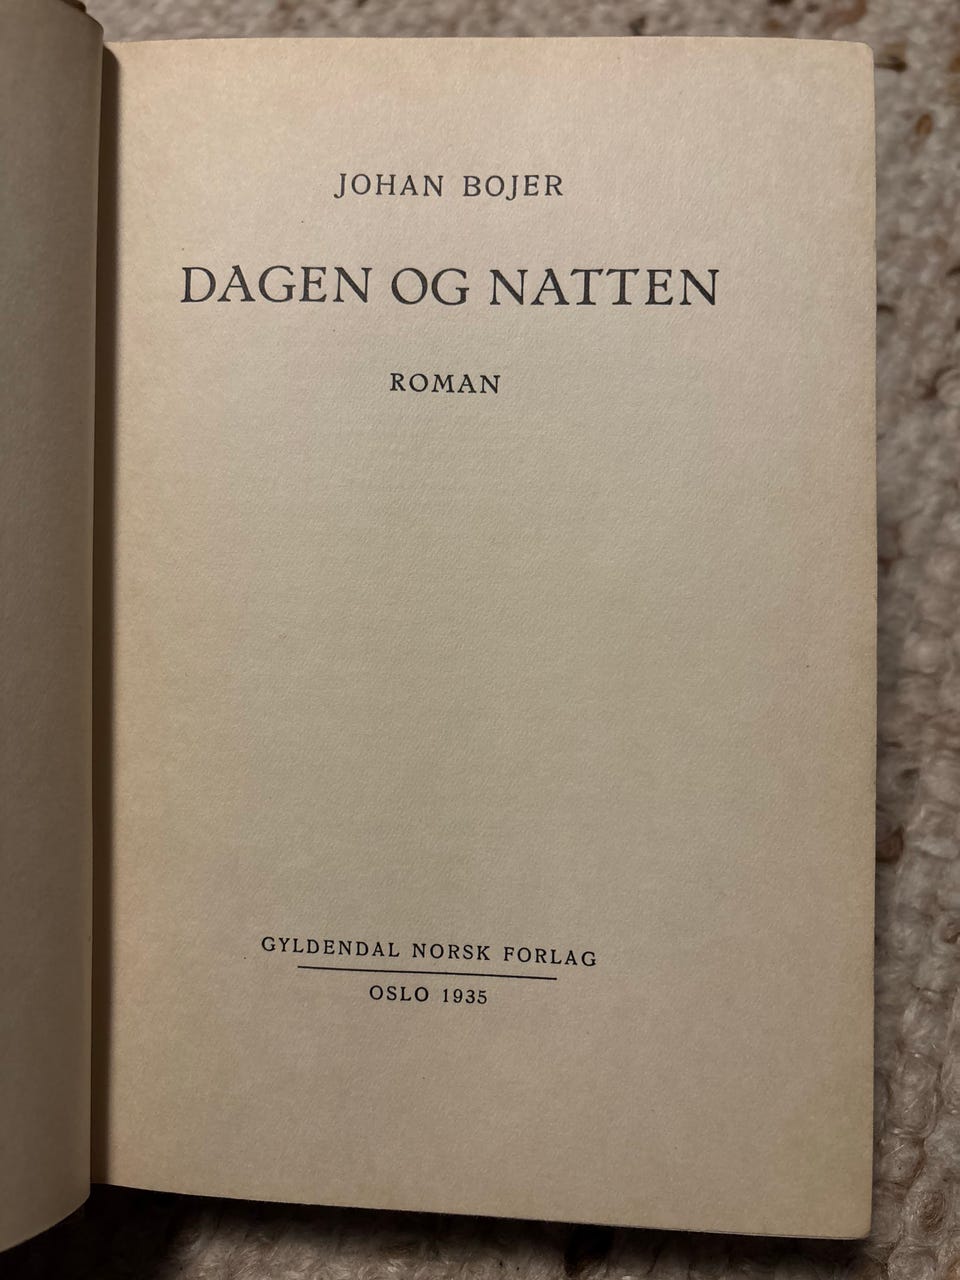 JOHAN BOJER
DAGEN OG NATTEN
ROMAN
GYLDENDAL NORSK FORLAG
OSLO 1935